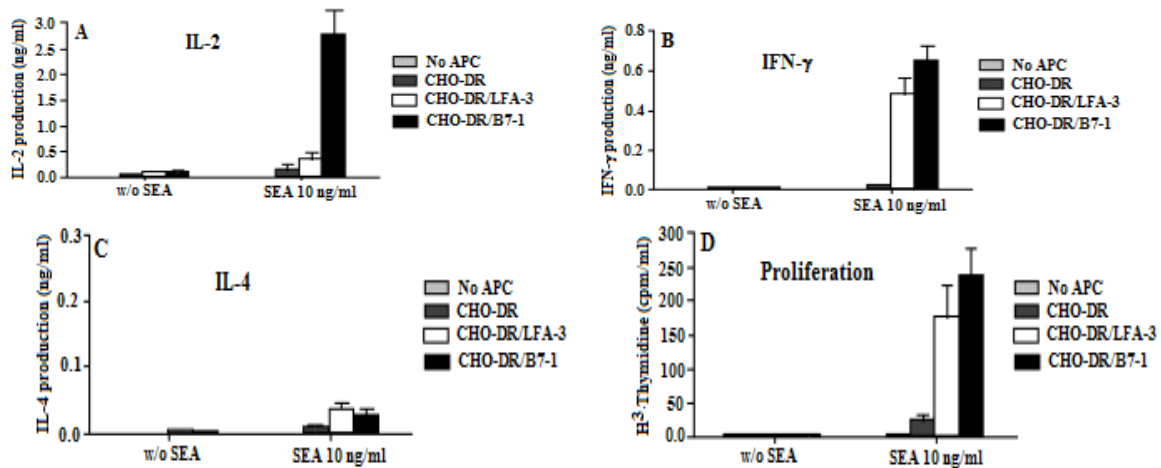 A
IL-2
IL-2 production (ng/ml)
3.0
2.5
2.0
1.5
1.0
0.5
0.0
w/o SEA
SEA 10 ng/ml
No APC
CHO-DR
CHO-DR/LFA-3
CHO-DR/B7-1
B
IFN-γ
IFN-γ production (ng/ml)
0.8
0.6
0.4
0.2
0.0
w/o SEA
SEA 10 ng/ml
No APC
CHO-DR
CHO-DR/LFA-3
CHO-DR/B7-1
C
IL-4
IL-4 production (ng/ml)
0.3
0.2
0.1
0.0
w/o SEA
SEA 10 ng/ml
No APC
CHO-DR
CHO-DR/LFA-3
CHO-DR/B7-1
D
Proliferation
H³-Thymidine (cpm/ml)
300
250
200
150
100
50
0.0
w/o SEA
SEA 10 ng/ml
No APC
CHO-DR
CHO-DR/LFA-3
CHO-DR/B7-1